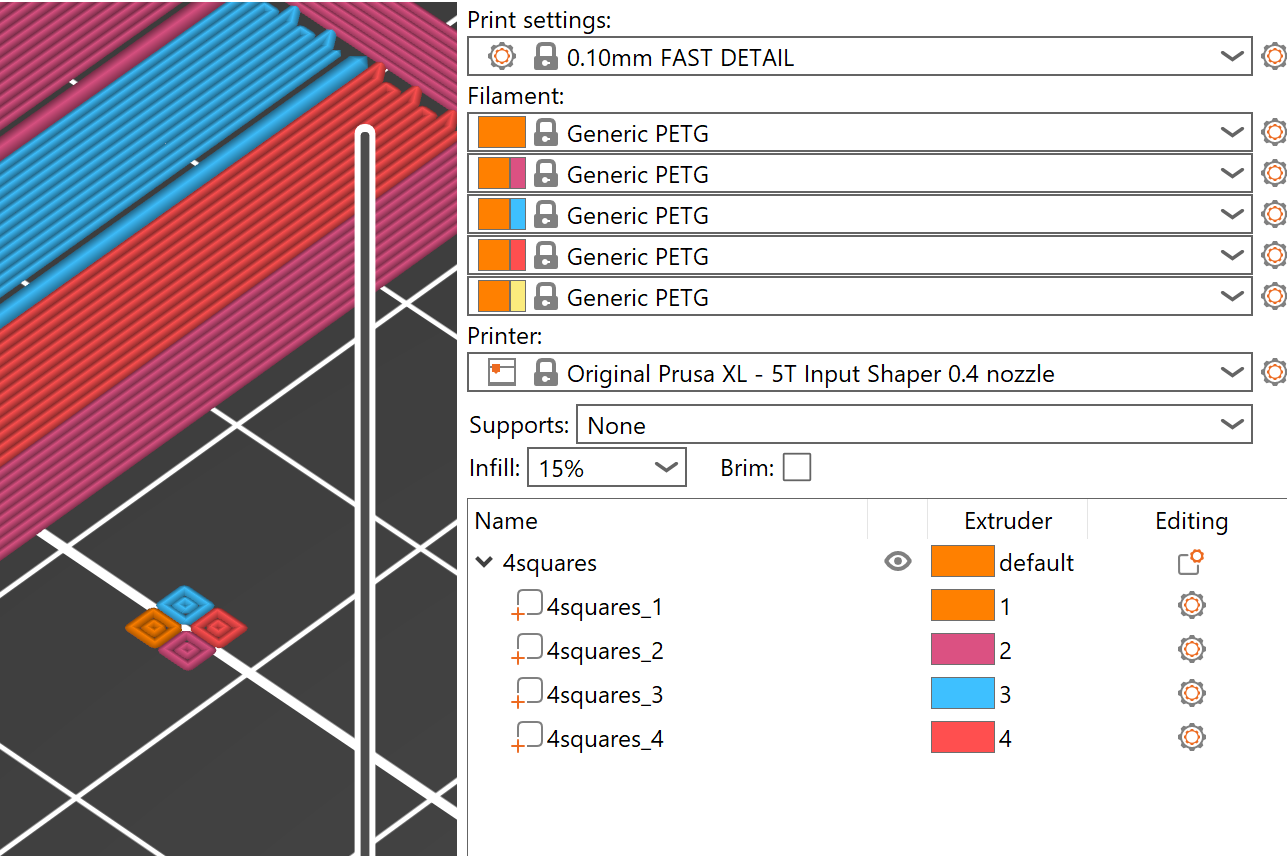 Print settings:
0.10mm FAST DETAIL
Filament:
Generic PETG
Generic PETG
Generic PETG
Generic PETG
Generic PETG
Printer:
Original Prusa XL - 5T Input Shaper 0.4 nozzle
Supports: None
Infill: 15% Brim:
Name Extruder Editing
4squares default
4squares_1 1
4squares_2 2
4squares_3 3
4squares_4 4